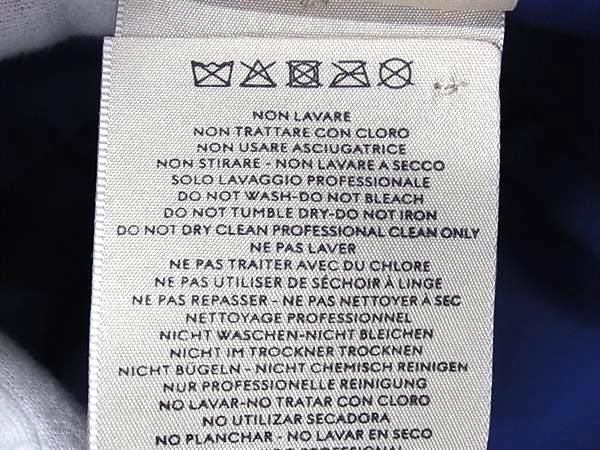 NON LAVARE
NON TRATTARE CON CLORO
NON USARE ASCIUGATRICE
NON STIRARE - NON LAVARE A SECCO
SOLO LAVAGGIO PROFESSIONALE
DO NOT WASH-DO NOT BLEACH
DO NOT TUMBLE DRY-DO NOT IRON
DO NOT DRY CLEAN PROFESSIONAL CLEAN ONLY
NE PAS LAVER
NE PAS TRAITER AVEC DU CHLORE
NE PAS UTILISER DE SÉCHOIR À LINGE
NE PAS REPASSER - NE PAS NETTOYER À SEC
NETTOYAGE PROFESSIONNEL
NICHT WASCHEN-NICHT BLEICHEN
NICHT IM TROCKNER TROCKNEN
NICHT BÜGELN - NICHT CHEMISCH REINIGEN
NUR PROFESSIONELLE REINIGUNG
NO LAVAR-NO TRATAR CON CLORO
NO UTILIZAR SECADORA
NO PLANCHAR - NO LAVAR EN SECO